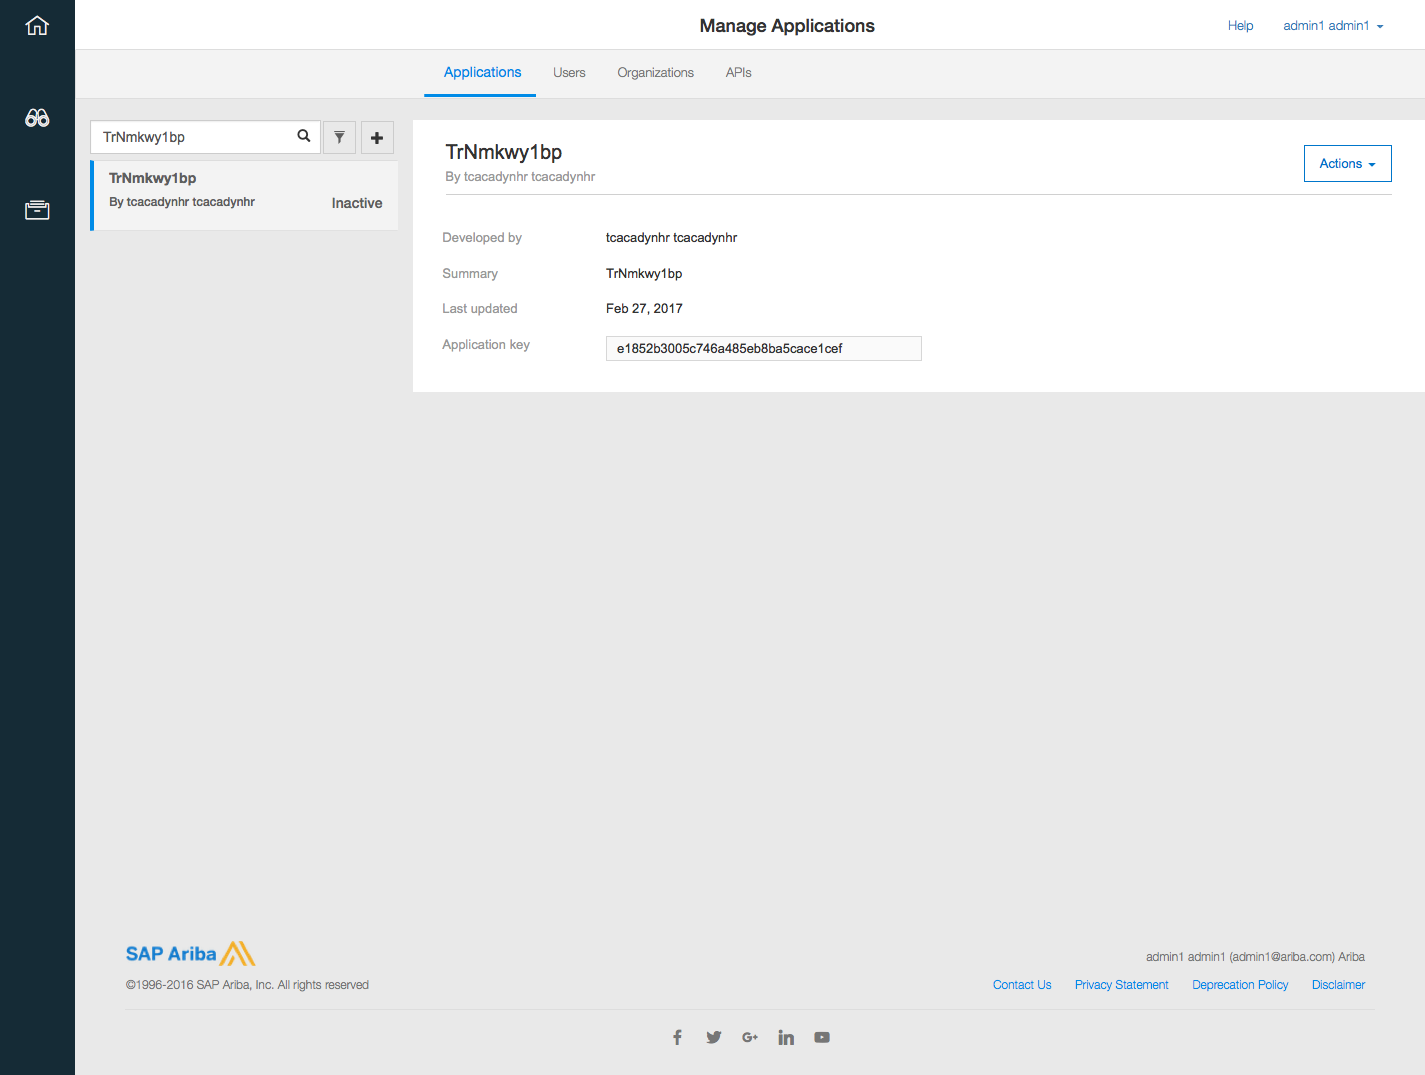 Manage Applications
Help
admin1 admin1
Applications
Users
Organizations
APIs
TrNmkwy1bp
TrNmkwy1bp
By tcacadynhr tcacadynhr
Inactive
TrNmkwy1bp
By tcacadynhr tcacadynhr
Actions
Developed by
tcacadynhr tcacadynhr
Summary
TrNmkwy1bp
Last updated
Feb 27, 2017
Application key
e1852b3005c746a485eb8ba5cace1cef
SAP Ariba
©1996-2016 SAP Ariba, Inc. All rights reserved
admin1 admin1 (admin1@ariba.com) Ariba
Contact Us
Privacy Statement
Deprecation Policy
Disclaimer